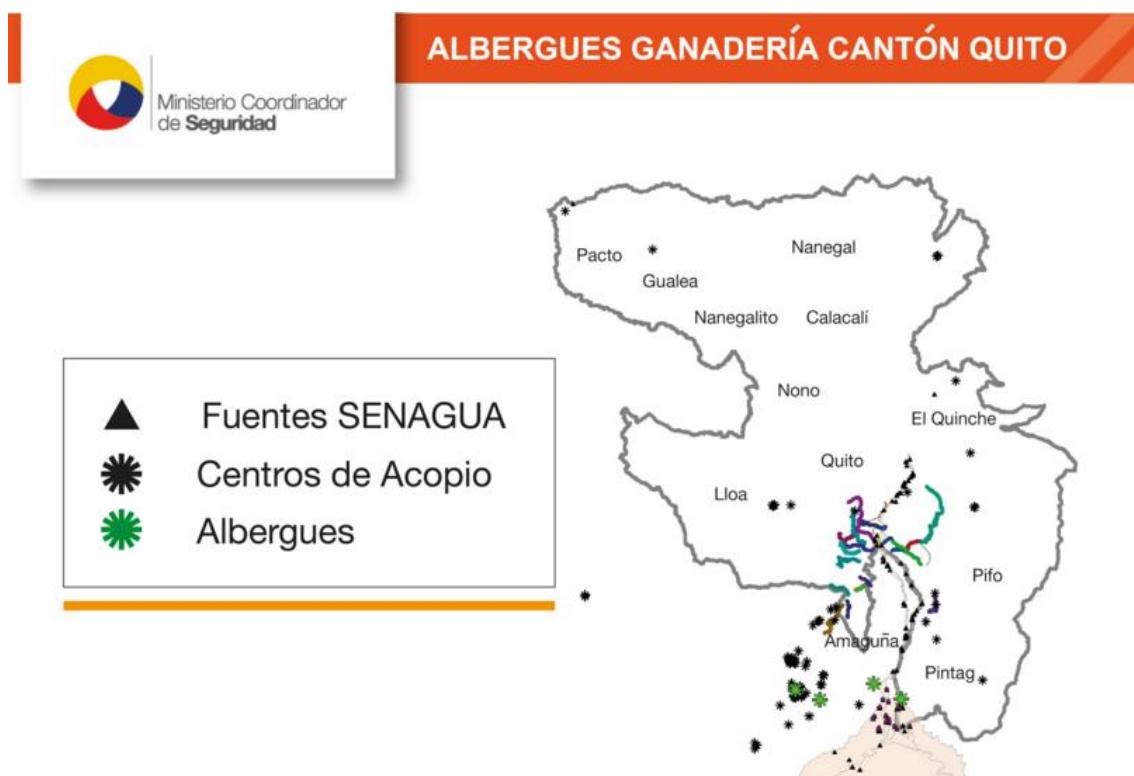 ALBERGUES GANADERÍA CANTÓN QUITO
Ministerio Coordinador
de Seguridad
Pacto
Nanegal
Gualea
Nanegalito
Calacalí
Nono
El Quinche
Fuentes SENAGUA
Centros de Acopio
Albergues
Quito
Lloa
Pifo
Amaguña
Pintag